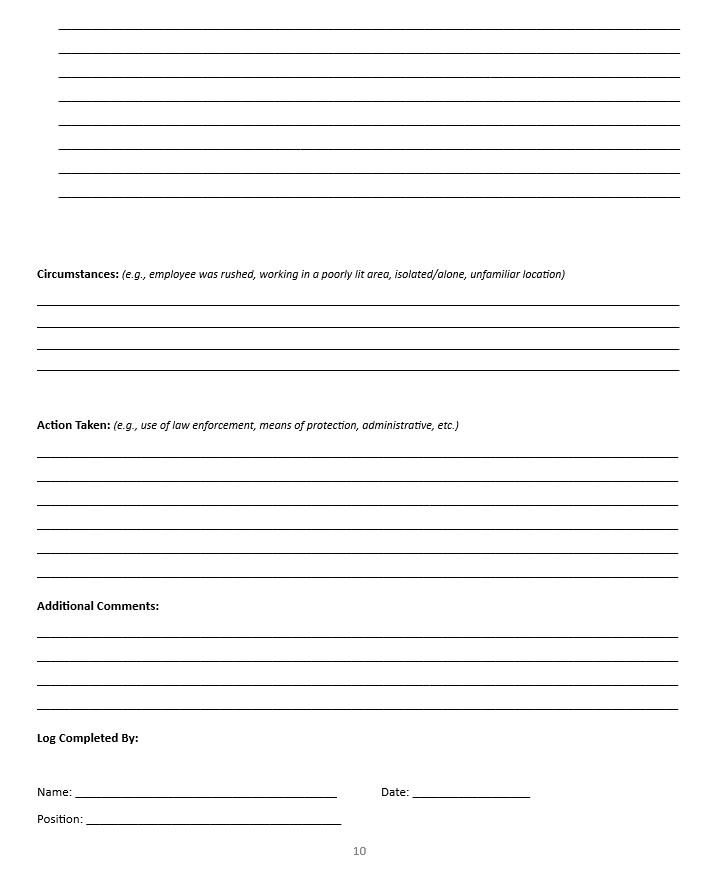 Circumstances: (e.g., employee was rushed, working in a poorly lit area, isolated/alone, unfamiliar location)
Action Taken: (e.g., use of law enforcement, means of protection, administrative, etc.)
Additional Comments:
Log Completed By:
Name: ______________________ Date: __________
Position: ______________________
10